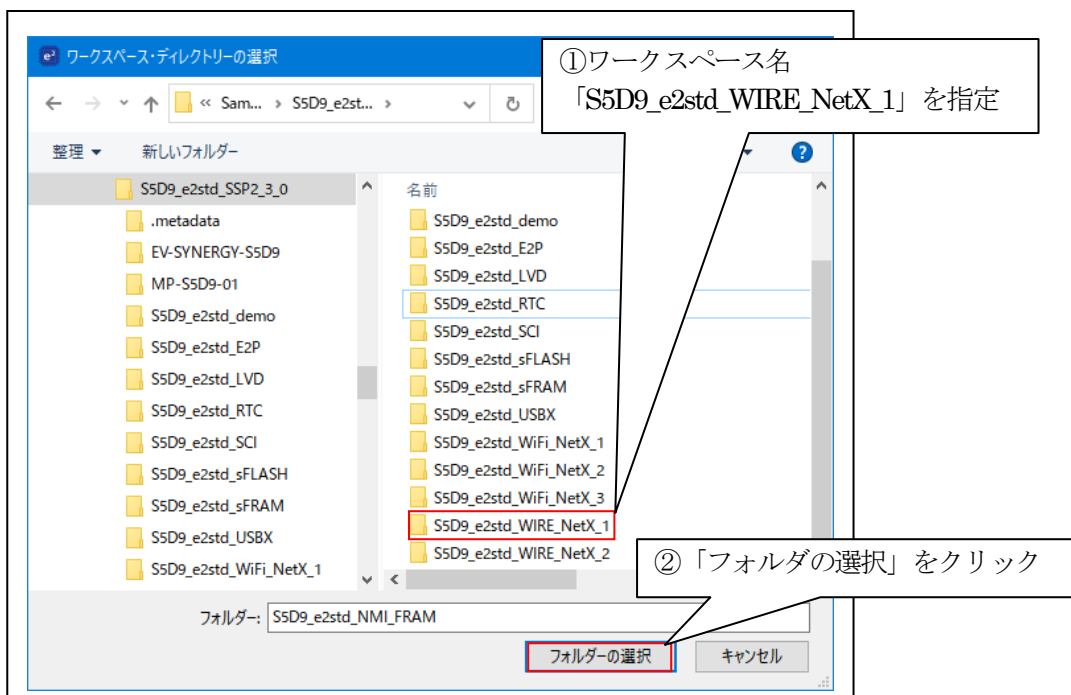 ワークスペース・ディレクトリーの選択
①ワークスペース名
「S5D9_e2std_WIRE_NetX_1」を指定
« Sam... › S5D9_e2st... ›
整理 ▼ 新しいフォルダー
S5D9_e2std_SSP2_3_0
.metadata
EV-SYNERGY-S5D9
MP-S5D9-01
S5D9_e2std_demo
S5D9_e2std_E2P
S5D9_e2std_LVD
S5D9_e2std_RTC
S5D9_e2std_SCI
S5D9_e2std_sFLASH
S5D9_e2std_sFRAM
S5D9_e2std_USBX
S5D9_e2std_WiFi_NetX_1
名前
S5D9_e2std_demo
S5D9_e2std_E2P
S5D9_e2std_LVD
S5D9_e2std_RTC
S5D9_e2std_SCI
S5D9_e2std_sFLASH
S5D9_e2std_sFRAM
S5D9_e2std_USBX
S5D9_e2std_WiFi_NetX_1
S5D9_e2std_WiFi_NetX_2
S5D9_e2std_WiFi_NetX_3
S5D9_e2std_WIRE_NetX_1
S5D9_e2std_WIRE_NetX_2
②「フォルダの選択」をクリック
フォルダー: S5D9_e2std_NMI_FRAM
フォルダーの選択 キャンセル